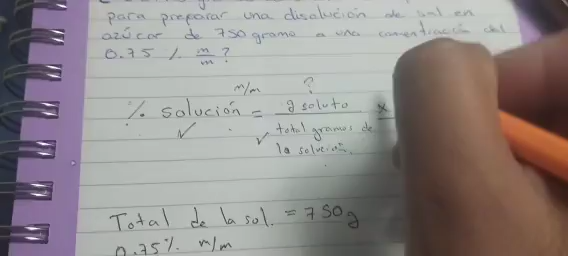 para preparar una disolución de sal en
azúcar de 750 gramos a una concentración del
0.75 % m/m ?
m/m ?
% solución = g soluto x
total gramos de
la solución.
Total de la sol. = 750g
0.75% m/m